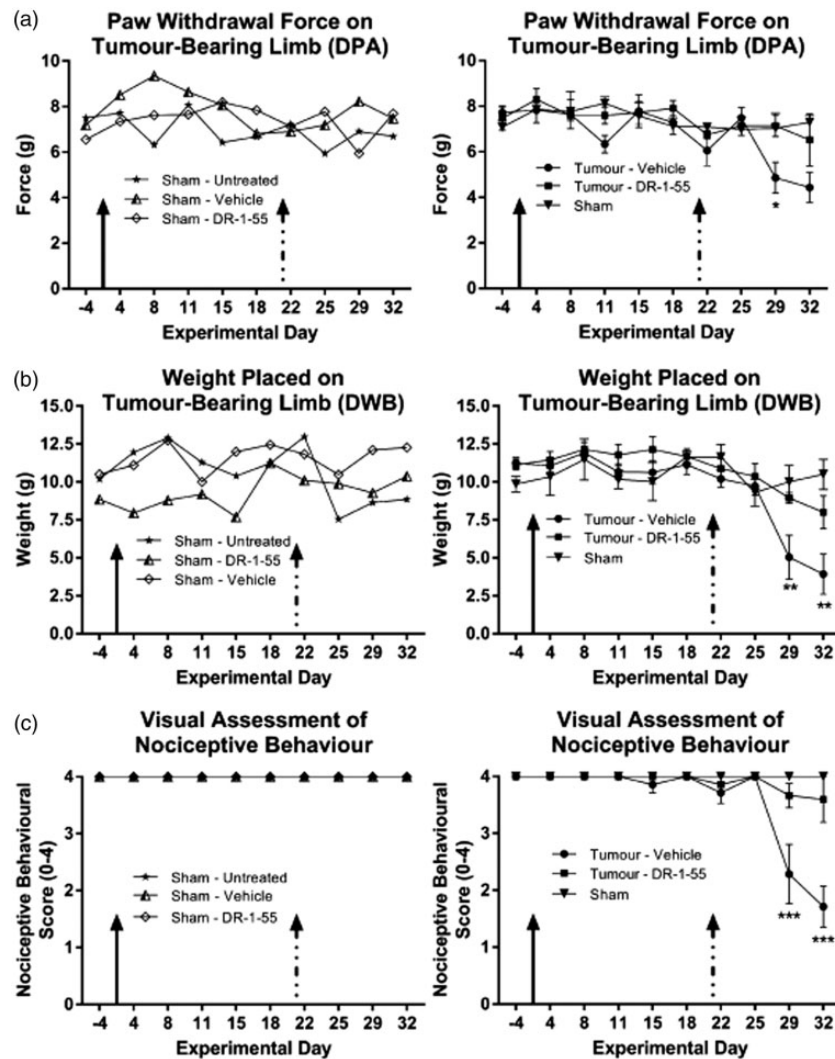 (a)
Paw Withdrawal Force on
Tumour-Bearing Limb (DPA)
10
8
6
4
2
0
Force (g)
Sham - Untreated
Sham - Vehicle
Sham - DR-1-55
-4 4 8 11 15 18 22 25 29 32
Experimental Day
Paw Withdrawal Force on
Tumour-Bearing Limb (DPA)
10
8
6
4
2
0
Force (g)
Tumour - Vehicle
Tumour - DR-1-55
Sham
*
-4 4 8 11 15 18 22 25 29 32
Experimental Day
(b)
Weight Placed on
Tumour-Bearing Limb (DWB)
15.0
12.5
10.0
7.5
5.0
2.5
0.0
Weight (g)
Sham - Untreated
Sham - DR-1-55
Sham - Vehicle
-4 4 8 11 15 18 22 25 29 32
Experimental Day
Weight Placed on
Tumour-Bearing Limb (DWB)
15.0
12.5
10.0
7.5
5.0
2.5
0.0
Weight (g)
Tumour - Vehicle
Tumour - DR-1-55
Sham
**
**
-4 4 8 11 15 18 22 25 29 32
Experimental Day
(c)
Visual Assessment of
Nociceptive Behaviour
4
3
2
1
0
Nociceptive Behavioural
Score (0-4)
Sham - Untreated
Sham - Vehicle
Sham - DR-1-55
-4 4 8 11 15 18 22 25 29 32
Experimental Day
Visual Assessment of
Nociceptive Behaviour
4
3
2
1
0
Nociceptive Behavioural
Score (0-4)
Tumour - Vehicle
Tumour - DR-1-55
Sham
***
***
-4 4 8 11 15 18 22 25 29 32
Experimental Day